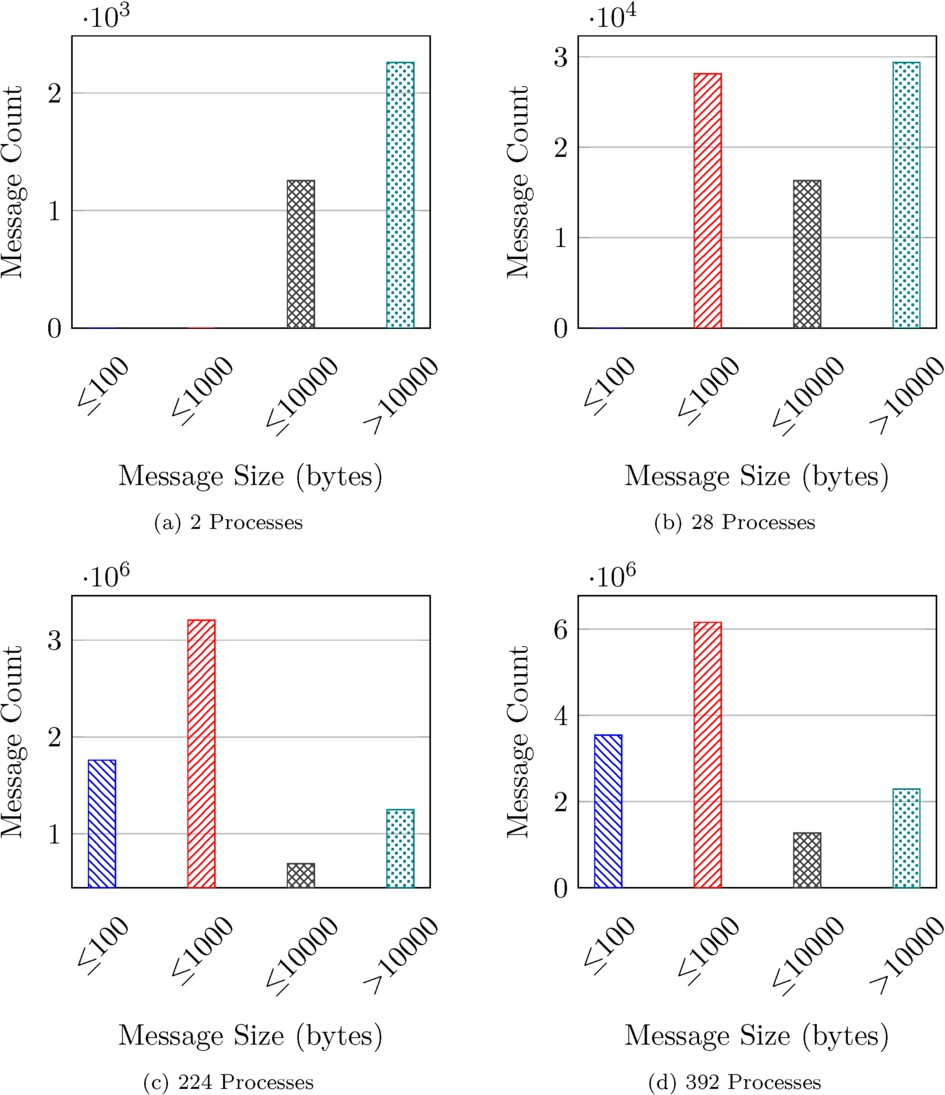 ·10³
Message Count
2
1
0
≤100
≤1000
≤10000
>10000
Message Size (bytes)
(a) 2 Processes
·10⁴
Message Count
3
2
1
0
≤100
≤1000
≤10000
>10000
Message Size (bytes)
(b) 28 Processes
·10⁶
Message Count
3
2
1
≤100
≤1000
≤10000
>10000
Message Size (bytes)
(c) 224 Processes
·10⁶
Message Count
6
4
2
0
≤100
≤1000
≤10000
>10000
Message Size (bytes)
(d) 392 Processes